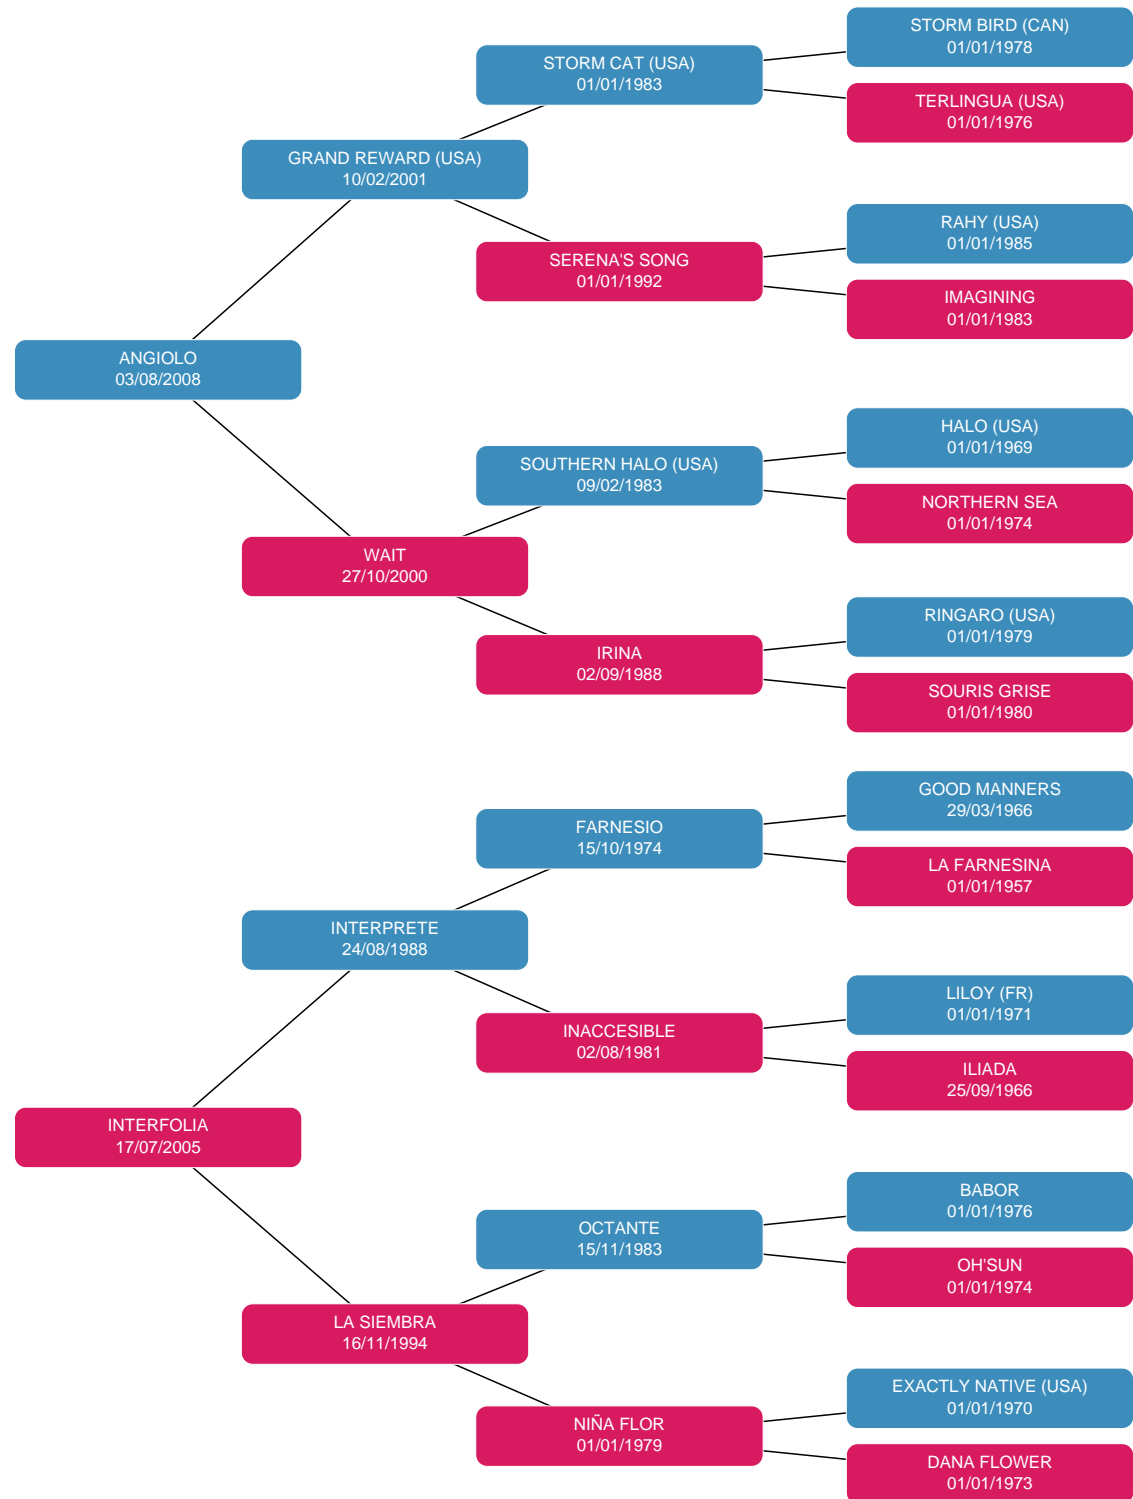 STORM BIRD (CAN)
01/01/1978
STORM CAT (USA)
01/01/1983
TERLINGUA (USA)
01/01/1976
GRAND REWARD (USA)
10/02/2001
RAHY (USA)
01/01/1985
SERENA'S SONG
01/01/1992
IMAGINING
01/01/1983
ANGIOLO
03/08/2008
HALO (USA)
01/01/1969
SOUTHERN HALO (USA)
09/02/1983
NORTHERN SEA
01/01/1974
WAIT
27/10/2000
RINGARO (USA)
01/01/1979
IRINA
02/09/1988
SOURIS GRISE
01/01/1980
GOOD MANNERS
29/03/1966
FARNESIO
15/10/1974
LA FARNESINA
01/01/1957
INTERPRETE
24/08/1988
LILOY (FR)
01/01/1971
INACCESIBLE
02/08/1981
ILIADA
25/09/1966
INTERFOLIA
17/07/2005
BABOR
01/01/1976
OCTANTE
15/11/1983
OH'SUN
01/01/1974
LA SIEMBRA
16/11/1994
EXACTLY NATIVE (USA)
01/01/1970
NIÑA FLOR
01/01/1979
DANA FLOWER
01/01/1973